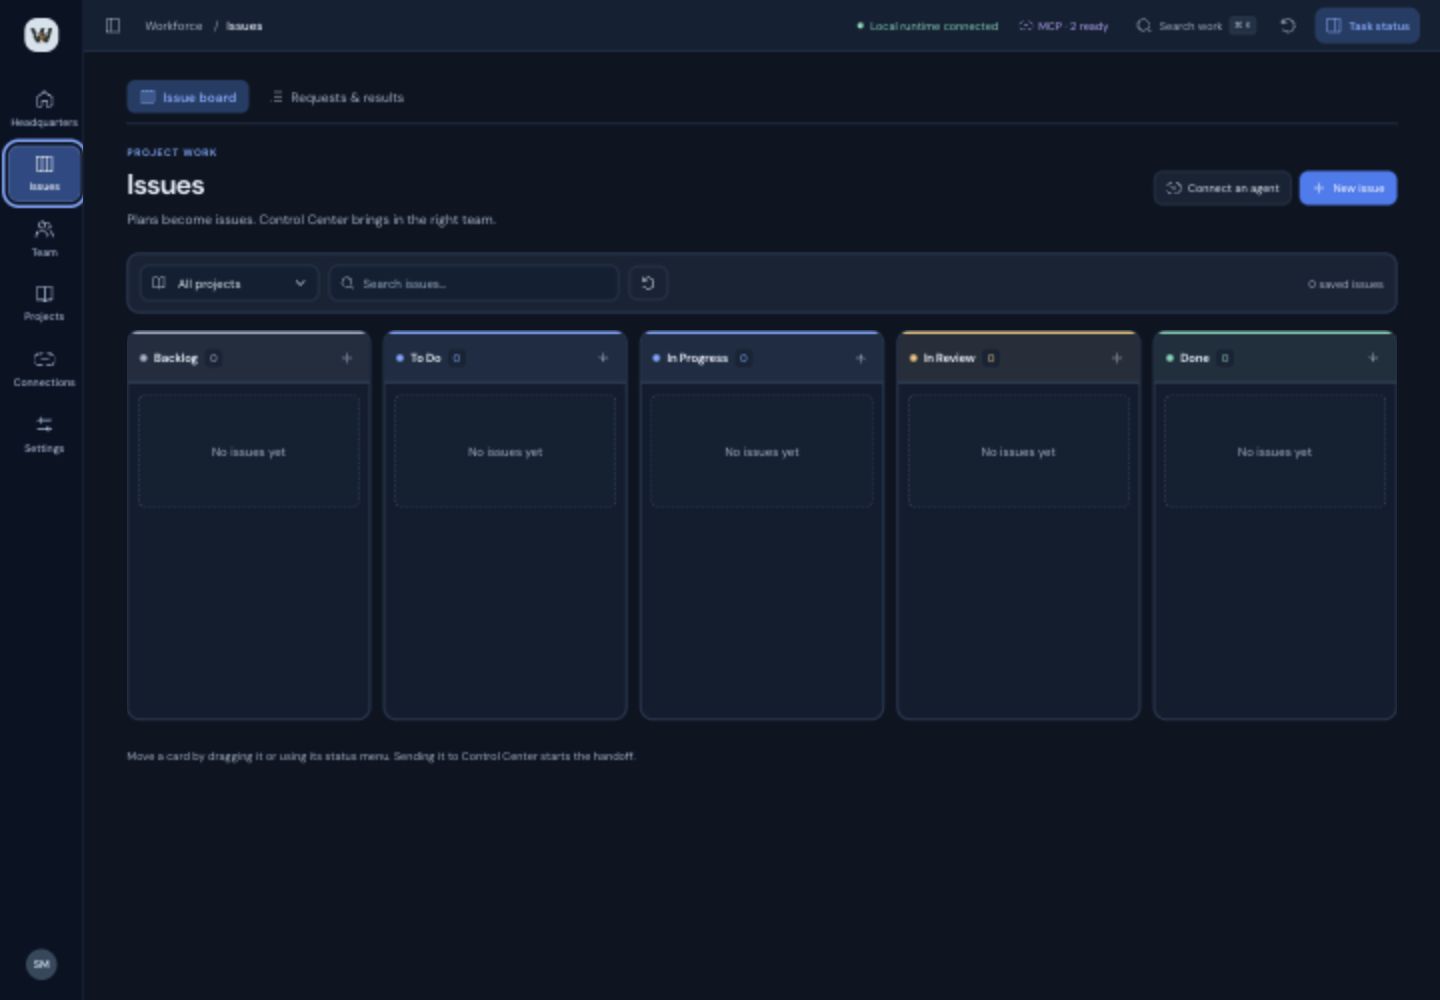 W
Workforce / Issues
Local runtime connected
MCP · 2 ready
Search work ⌘ K
Task status
Headquarters
Issues
Team
Projects
Connections
Settings
SM
Issue board
Requests & results
PROJECT WORK
Issues
Plans become issues. Control Center brings in the right team.
Connect an agent
+ New issue
All projects
Search issues...
0 saved issues
Backlog 0 +
To Do 0 +
In Progress 0 +
In Review 0 +
Done 0 +
No issues yet
No issues yet
No issues yet
No issues yet
No issues yet
Move a card by dragging it or using its status menu. Sending it to Control Center starts the handoff.